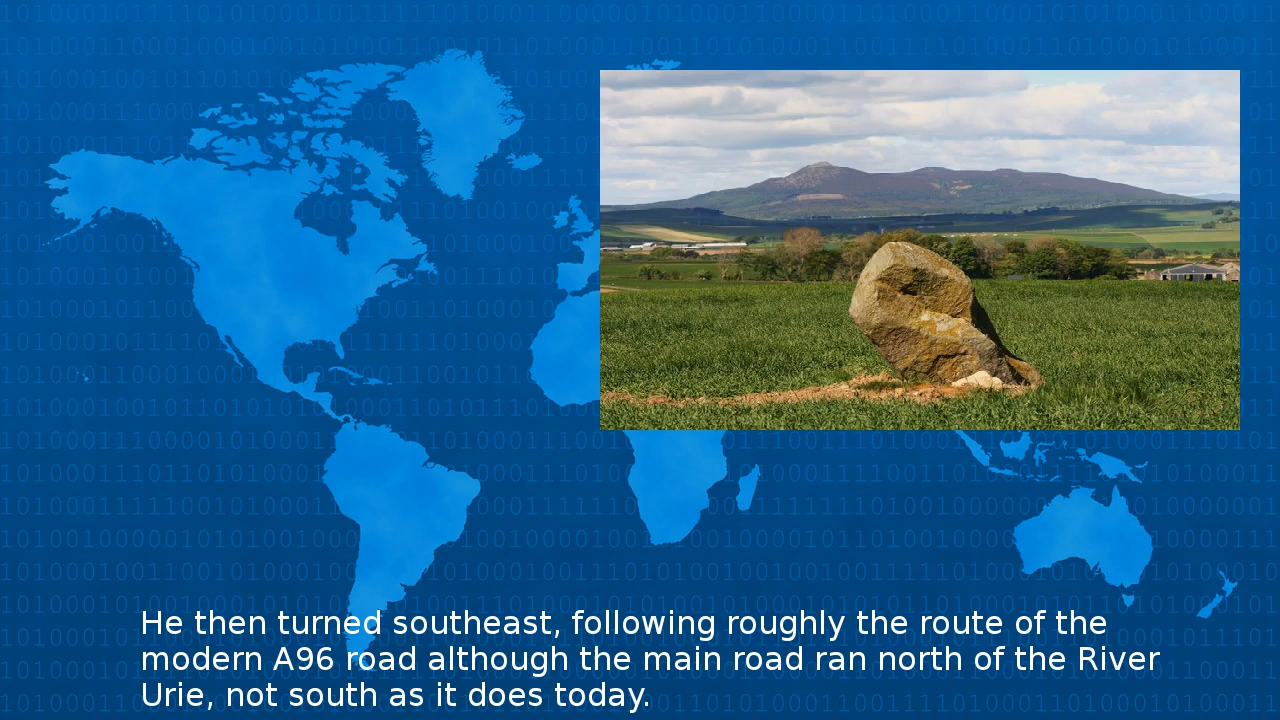 He then turned southeast, following roughly the route of the
modern A96 road although the main road ran north of the River
Urie, not south as it does today.